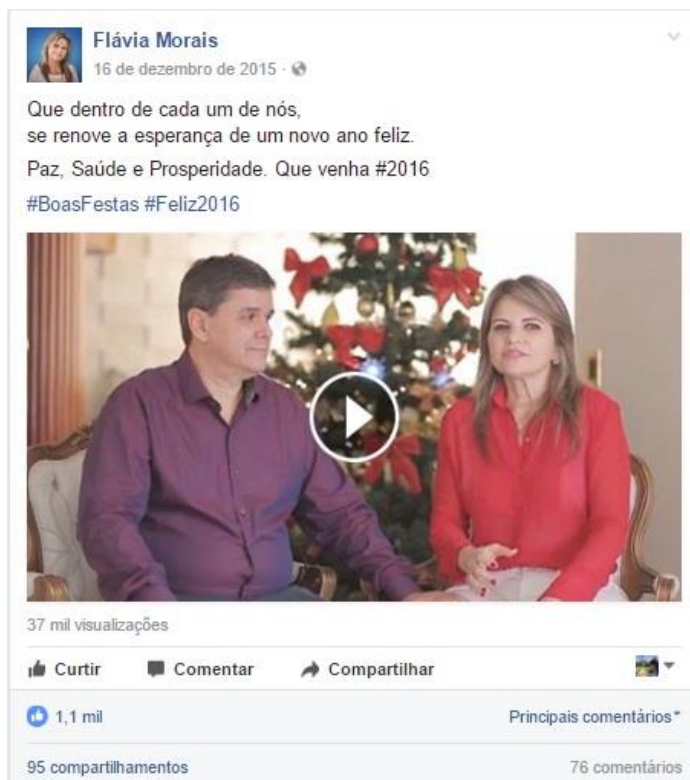 Flávia Morais
16 de dezembro de 2015 ·
Que dentro de cada um de nós,
se renove a esperança de um novo ano feliz.
Paz, Saúde e Prosperidade. Que venha #2016
#BoasFestas #Feliz2016
37 mil visualizações
Curtir Comentar Compartilhar
1,1 mil Principais comentários*
95 compartilhamentos 76 comentários